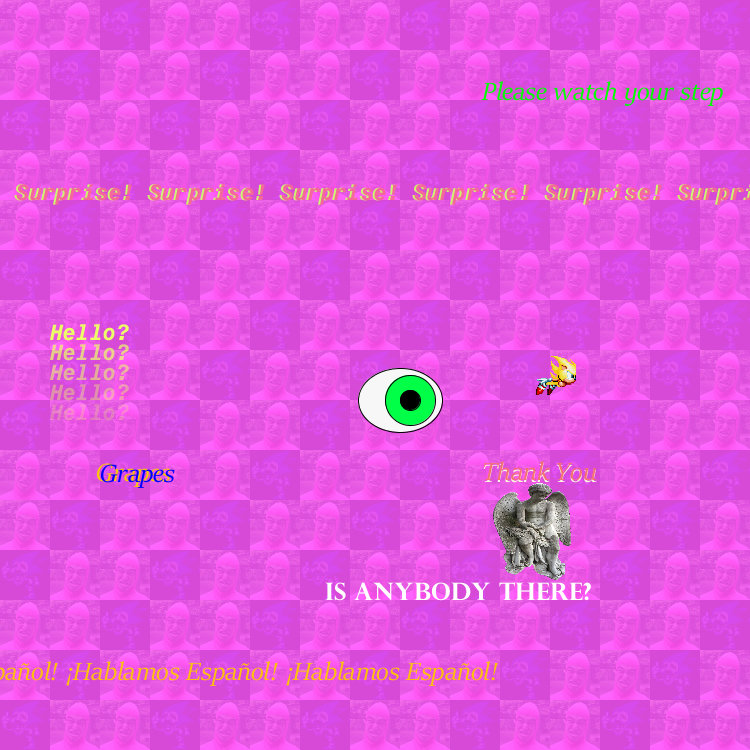 Please watch your step
Surprise! Surprise! Surprise! Surprise! Surprise! Surpri
Hello?
Hello?
Hello?
Hello?
Hello?
Grapes
Thank You
IS ANYBODY THERE?
pañol! ¡Hablamos Español! ¡Hablamos Español!